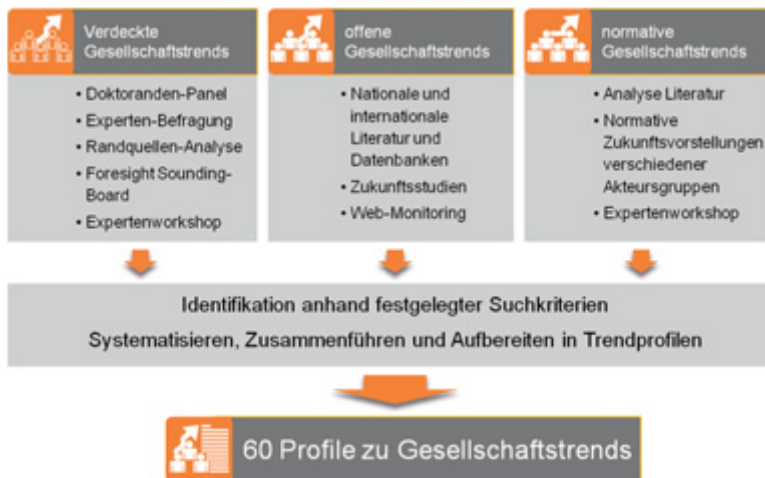 Verdeckte
Gesellschaftstrends
• Doktoranden-Panel
• Experten-Befragung
• Randquellen-Analyse
• Foresight Sounding-
Board
• Expertenworkshop
offene
Gesellschaftstrends
• Nationale und
internationale
Literatur und
Datenbanken
• Zukunftsstudien
• Web-Monitoring
normative
Gesellschaftstrends
• Analyse Literatur
• Normative
Zukunftsvorstellungen
verschiedener
Akteursgruppen
• Expertenworkshop
Identifikation anhand festgelegter Suchkriterien
Systematisieren, Zusammenführen und Aufbereiten in Trendprofilen
60 Profile zu Gesellschaftstrends